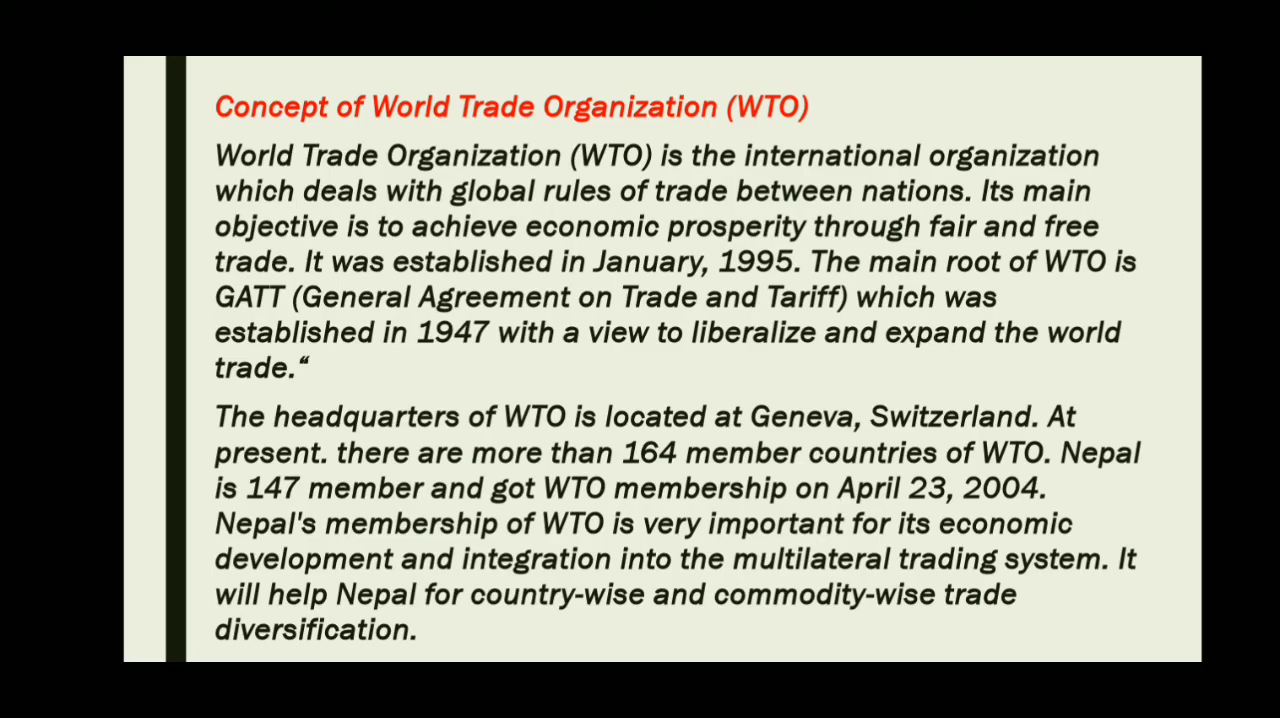 Concept of World Trade Organization (WTO)
World Trade Organization (WTO) is the international organization
which deals with global rules of trade between nations. Its main
objective is to achieve economic prosperity through fair and free
trade. It was established in January, 1995. The main root of WTO is
GATT (General Agreement on Trade and Tariff) which was
established in 1947 with a view to liberalize and expand the world
trade.“
The headquarters of WTO is located at Geneva, Switzerland. At
present. there are more than 164 member countries of WTO. Nepal
is 147 member and got WTO membership on April 23, 2004.
Nepal's membership of WTO is very important for its economic
development and integration into the multilateral trading system. It
will help Nepal for country-wise and commodity-wise trade
diversification.